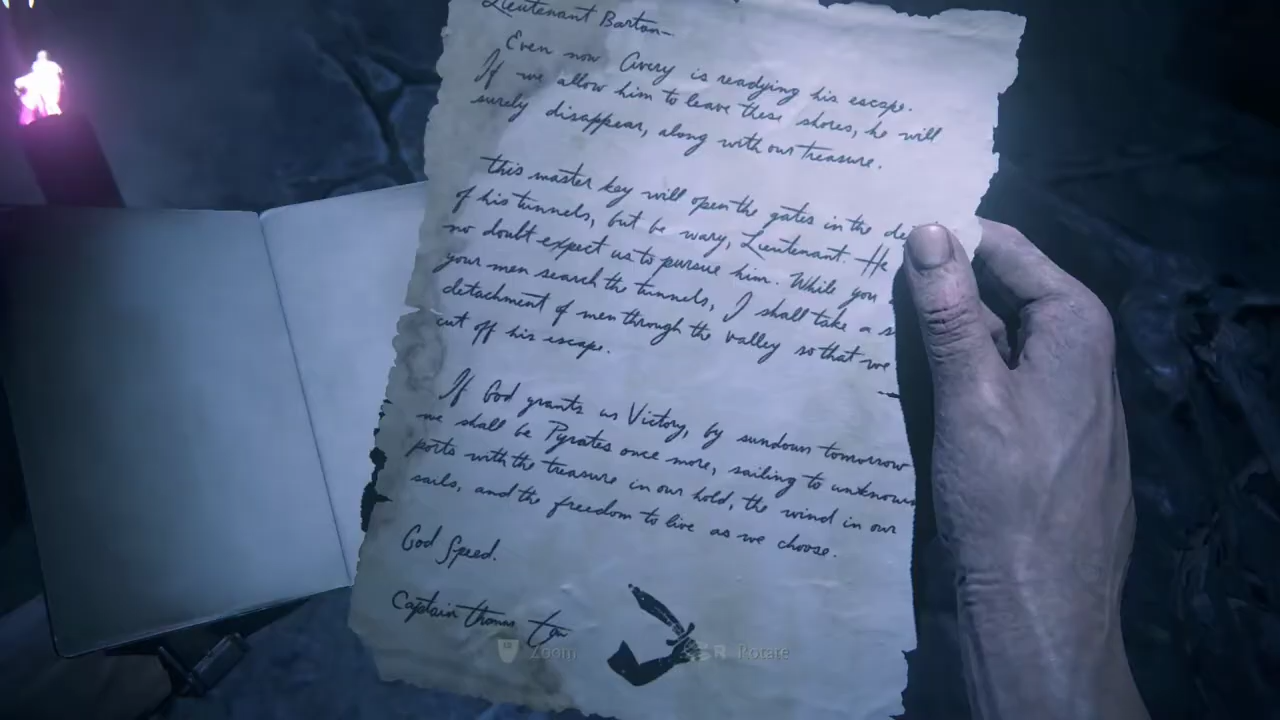 Lieutenant Barton—
Even now Avery is readying his escape.
If we allow him to leave these shores, he will
surely disappear, along with our treasure.
This master key will open the gates in the
of his tunnels, but be wary, Lieutenant. He
no doubt expect us to pursue him. While you
your men search the tunnels, I shall take a
detachment of men through the valley so that we
cut off his escape.
If God grants us Victory, by sundown tomorrow
we shall be Pyrates once more, sailing to unknown
ports with the treasure in our hold, the wind in our
sails, and the freedom to live as we choose.
God Speed.
Captain Thomas Tew
Zoom
R Rotate